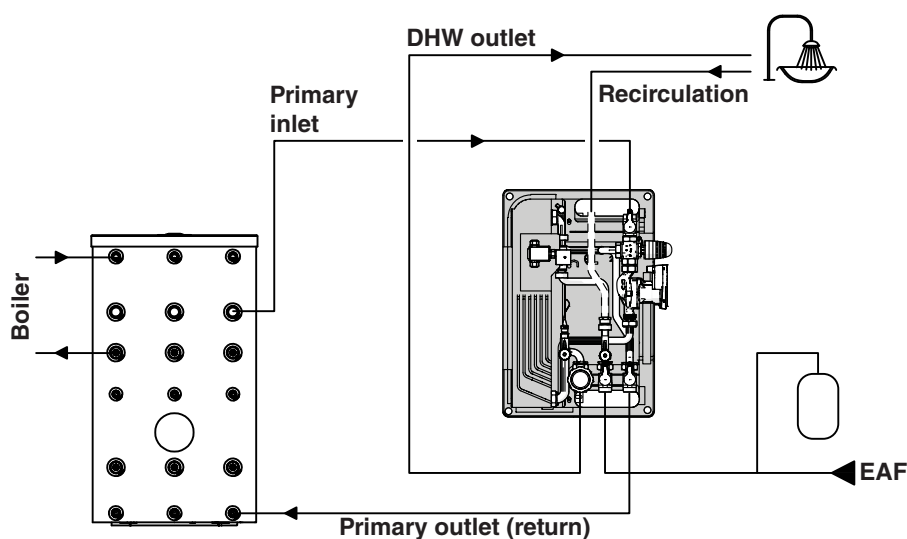 DHW outlet
Recirculation
Primary
inlet
Boiler
EAF
Primary outlet (return)